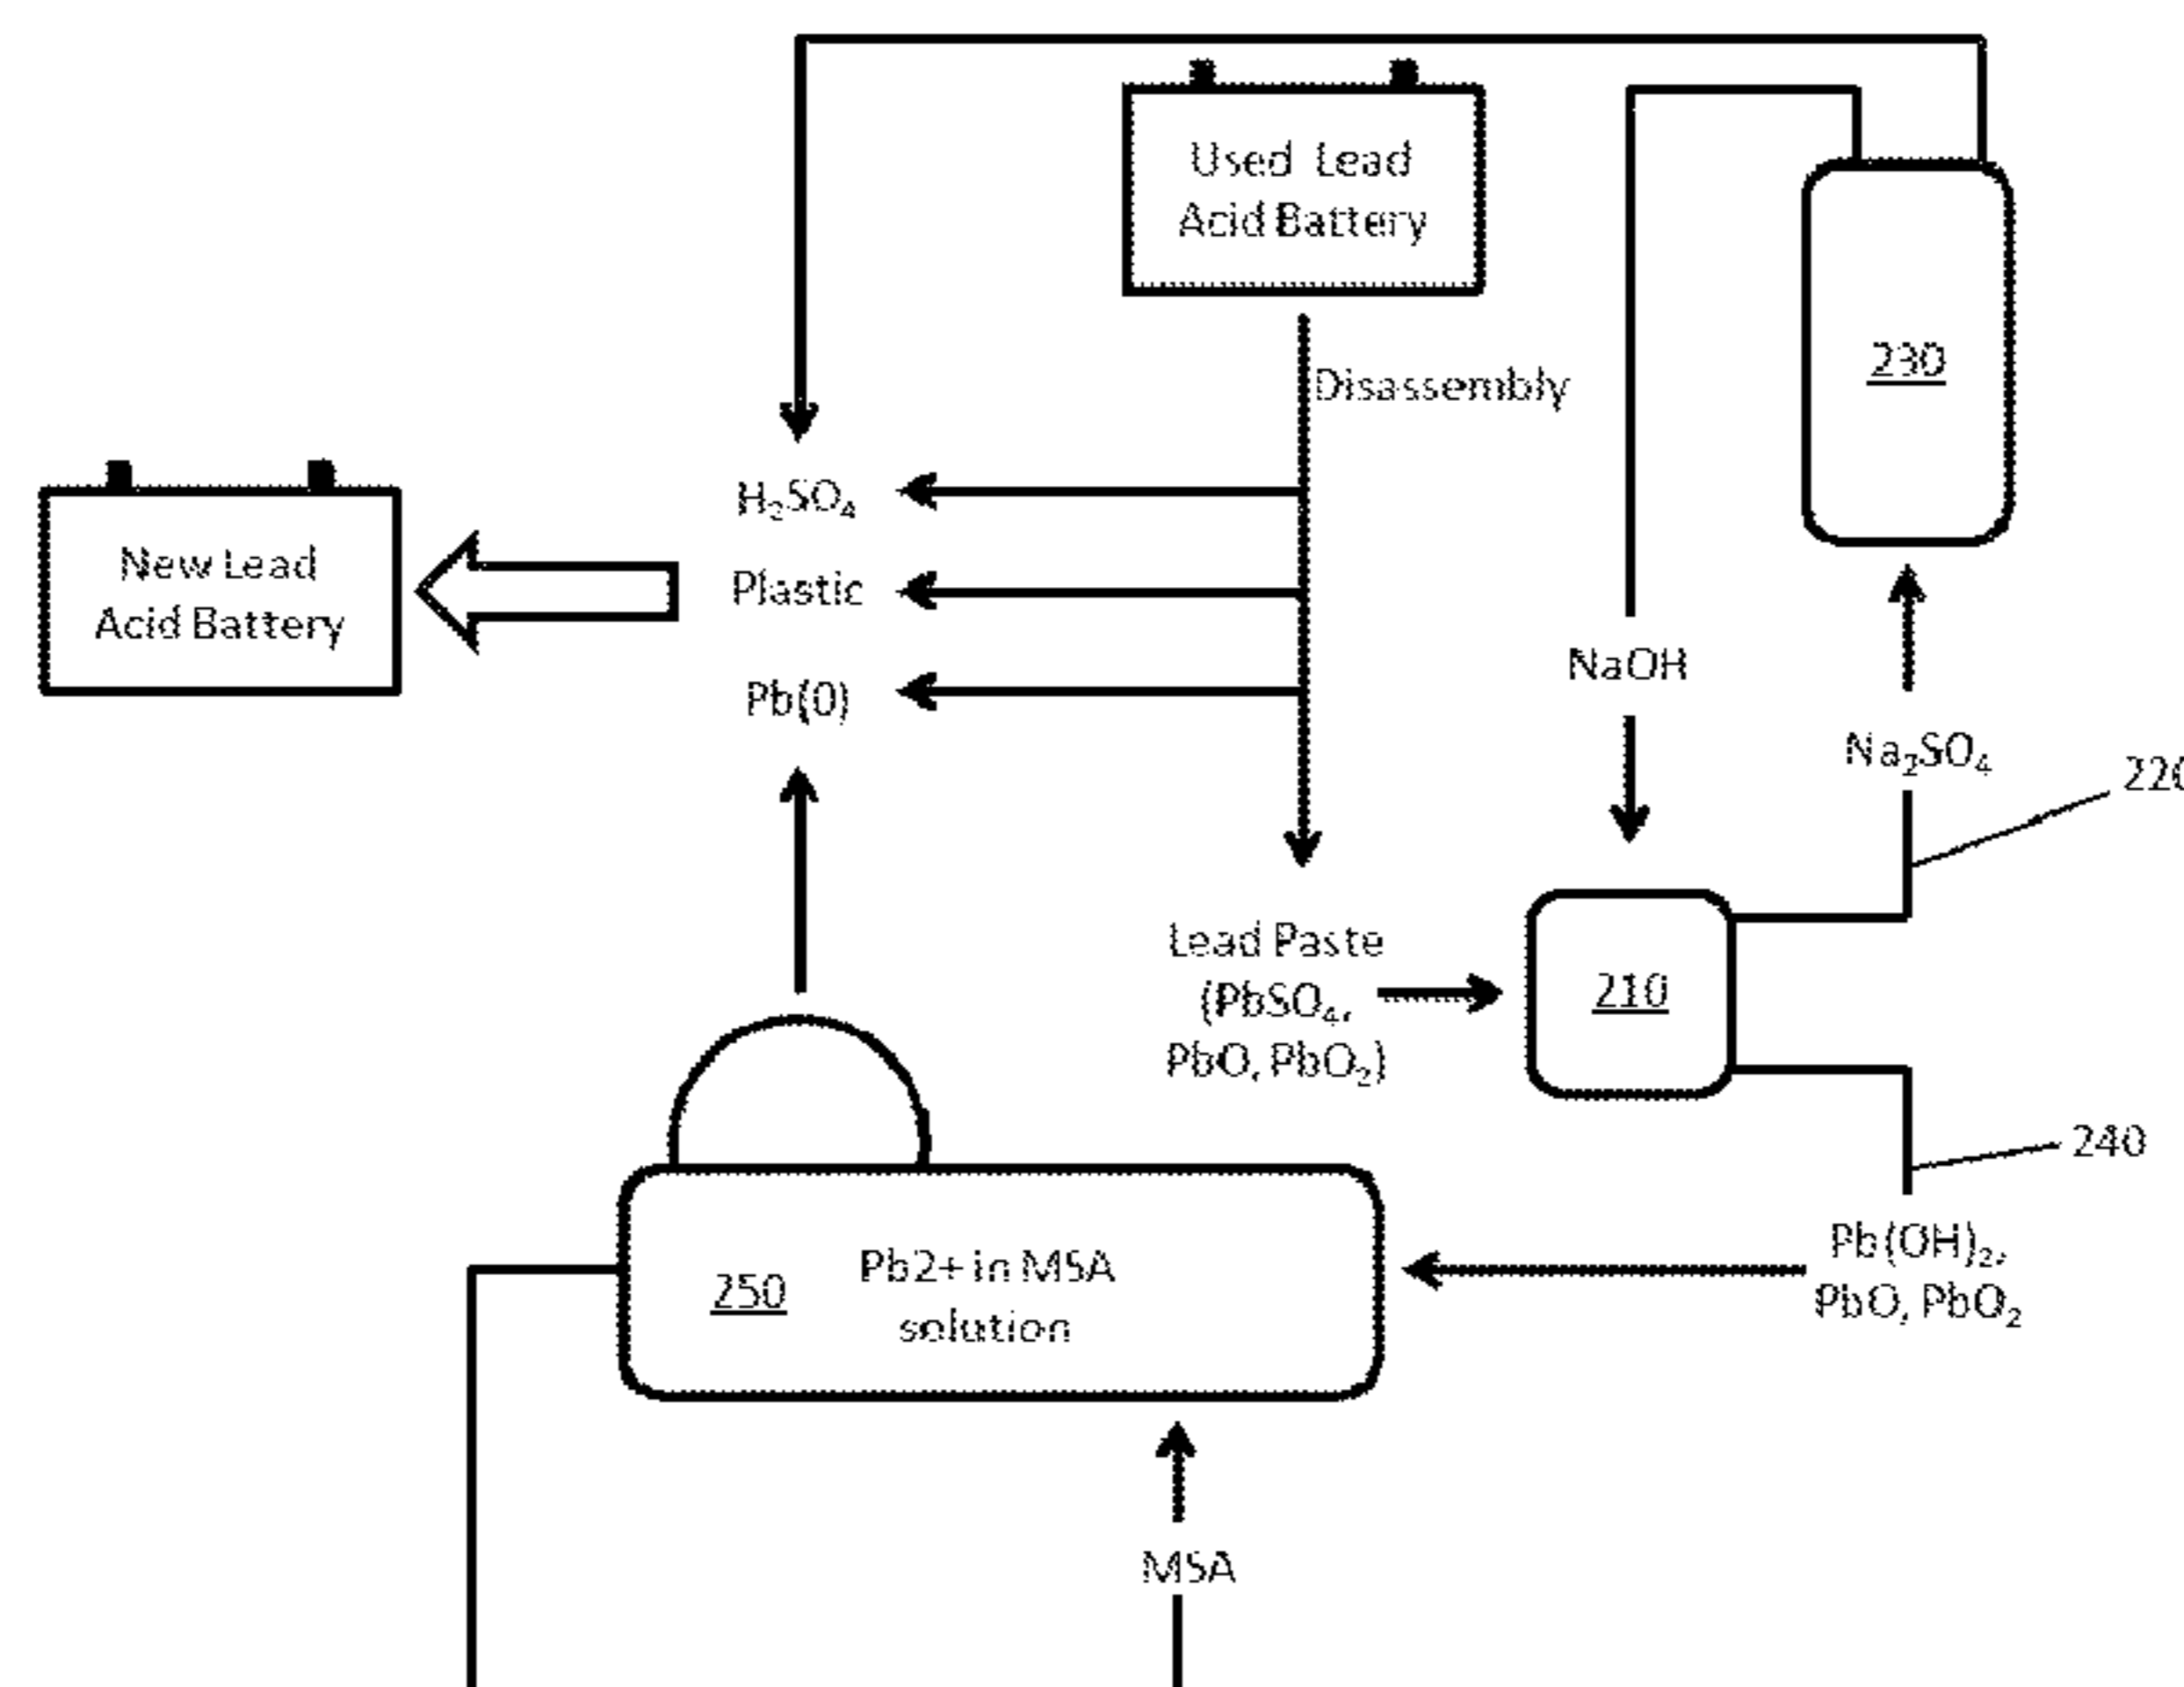 Used Lead
Acid Battery
230
Disassembly
H₂SO₄
New Lead
Acid Battery
Plastic
NaOH
Pb(0)
Na₂SO₄
220
Lead Paste
(PbSO₄,
PbO, PbO₂)
210
240
Pb(OH)₂,
PbO, PbO₂
250
Pb2+ in MSA
solution
MSA